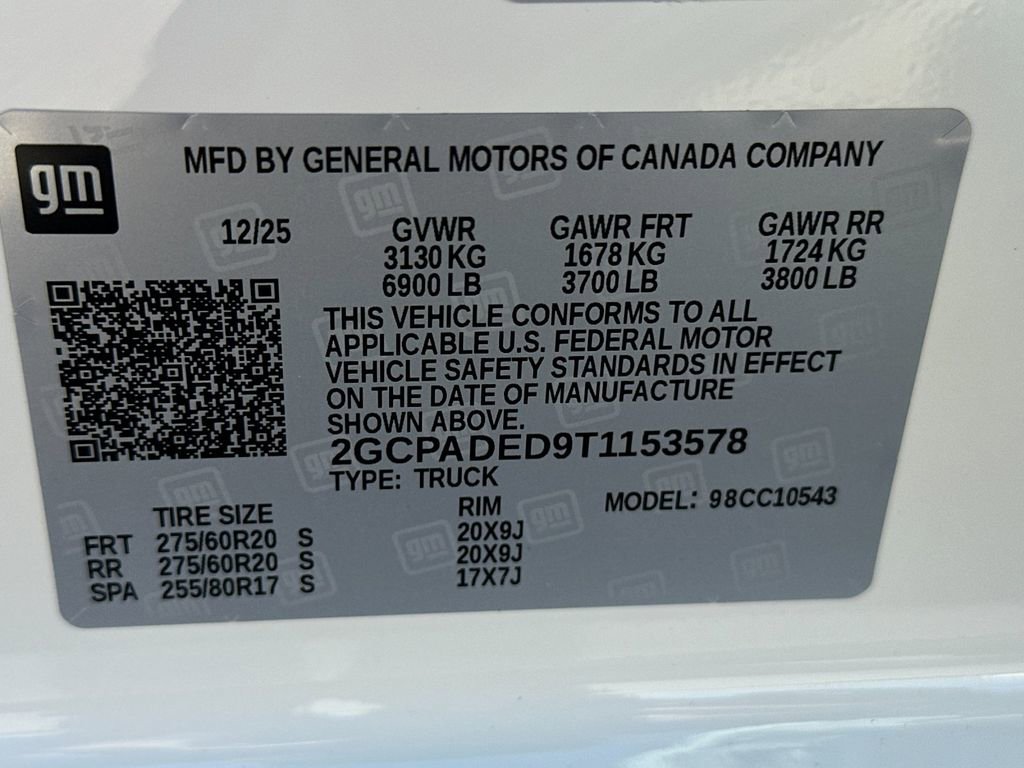 gm
MFD BY GENERAL MOTORS OF CANADA COMPANY
12/25 GVWR GAWR FRT GAWR RR
3130 KG 1678 KG 1724 KG
6900 LB 3700 LB 3800 LB
THIS VEHICLE CONFORMS TO ALL
APPLICABLE U.S. FEDERAL MOTOR
VEHICLE SAFETY STANDARDS IN EFFECT
ON THE DATE OF MANUFACTURE
SHOWN ABOVE.
2GCPADED9T1153578
TYPE: TRUCK
TIRE SIZE RIM MODEL: 98CC10543
FRT 275/60R20 S 20X9J
RR 275/60R20 S 20X9J
SPA 255/80R17 S 17X7J